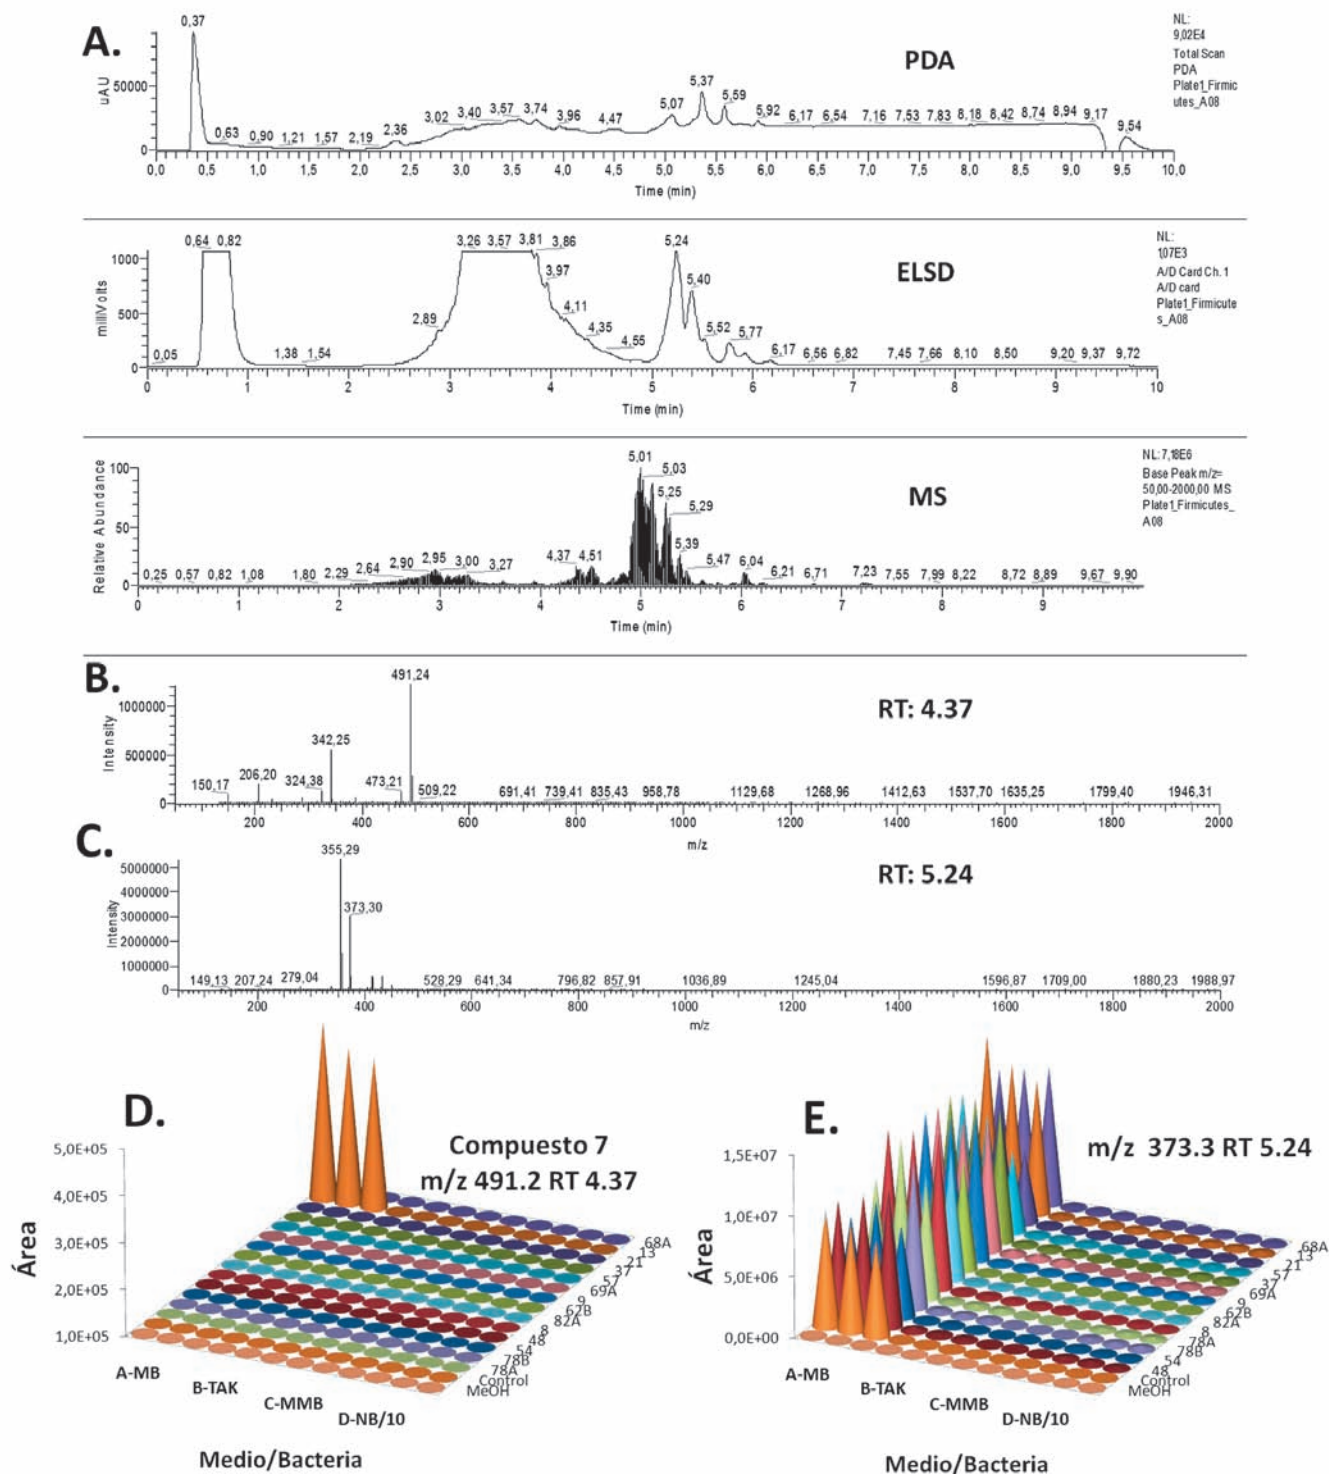 A.
0,37
PDA
NL:
9,02E4
Total Scan
PDA
Plate1_Firmic
utes_A08
uAU
50000
0
0,63 0,90 1,21 1,57 2,19 2,36 3,02 3,40 3,57 3,74 3,96 4,47 5,07 5,37 5,59 5,92 6,17 6,54 7,16 7,53 7,83 8,18 8,42 8,74 8,94 9,17 9,54
0,0 0,5 1,0 1,5 2,0 2,5 3,0 3,5 4,0 4,5 5,0 5,5 6,0 6,5 7,0 7,5 8,0 8,5 9,0 9,5 10,0
Time (min)
ELSD
NL:
1,07E3
A/D Card Ch. 1
A/D card
Plate1_Firmicute
s_A08
milliVolts
1000
500
0
0,05 0,64 0,82 1,38 1,54 2,89 3,26 3,57 3,81 3,86 3,97 4,11 4,35 4,55 5,24 5,40 5,52 5,77 6,17 6,56 6,82 7,45 7,66 8,10 8,50 9,20 9,37 9,72
0 1 2 3 4 5 6 7 8 9 10
Time (min)
MS
NL: 7,18E6
Base Peak m/z=
50,00-2000,00 MS
Plate1_Firmicutes_
A08
Relative Abundance
100
50
0
0,25 0,57 0,82 1,08 1,80 2,29 2,64 2,90 2,95 3,00 3,27 4,37 4,51 5,01 5,03 5,25 5,29 5,39 5,47 6,04 6,21 6,71 7,23 7,55 7,99 8,22 8,72 8,89 9,67 9,90
0 1 2 3 4 5 6 7 8 9
Time (min)
B.
RT: 4.37
Intensity
1000000
500000
0
150,17 206,20 324,38 342,25 473,21 491,24 509,22 691,41 739,41 835,43 958,78 1129,68 1268,96 1412,63 1537,70 1635,25 1799,40 1946,31
200 400 600 800 1000 1200 1400 1600 1800 2000
m/z
C.
RT: 5.24
Intensity
5000000
4000000
3000000
2000000
1000000
0
149,13 207,24 279,04 355,29 373,30 528,29 641,34 796,82 857,91 1036,89 1245,04 1596,87 1709,00 1880,23 1988,97
200 400 600 800 1000 1200 1400 1600 1800 2000
m/z
D.
Compuesto 7
m/z 491.2 RT 4.37
Área
5,0E+05
4,0E+05
3,0E+05
2,0E+05
1,0E+05
A-MB
B-TAK
C-MMB
D-NB/10
68A
13
21
37
57
69A
9
62B
82A
8
48
54
78B
78A
Control
MeOH
Medio/Bacteria
E.
m/z 373.3 RT 5.24
Área
1,5E+07
1,0E+07
5,0E+06
0,0E+00
A-MB
B-TAK
C-MMB
D-NB/10
68A
13
21
57
37
69A
9
62B
82A
8
78A
78B
54
48
Control
MeOH
Medio/Bacteria